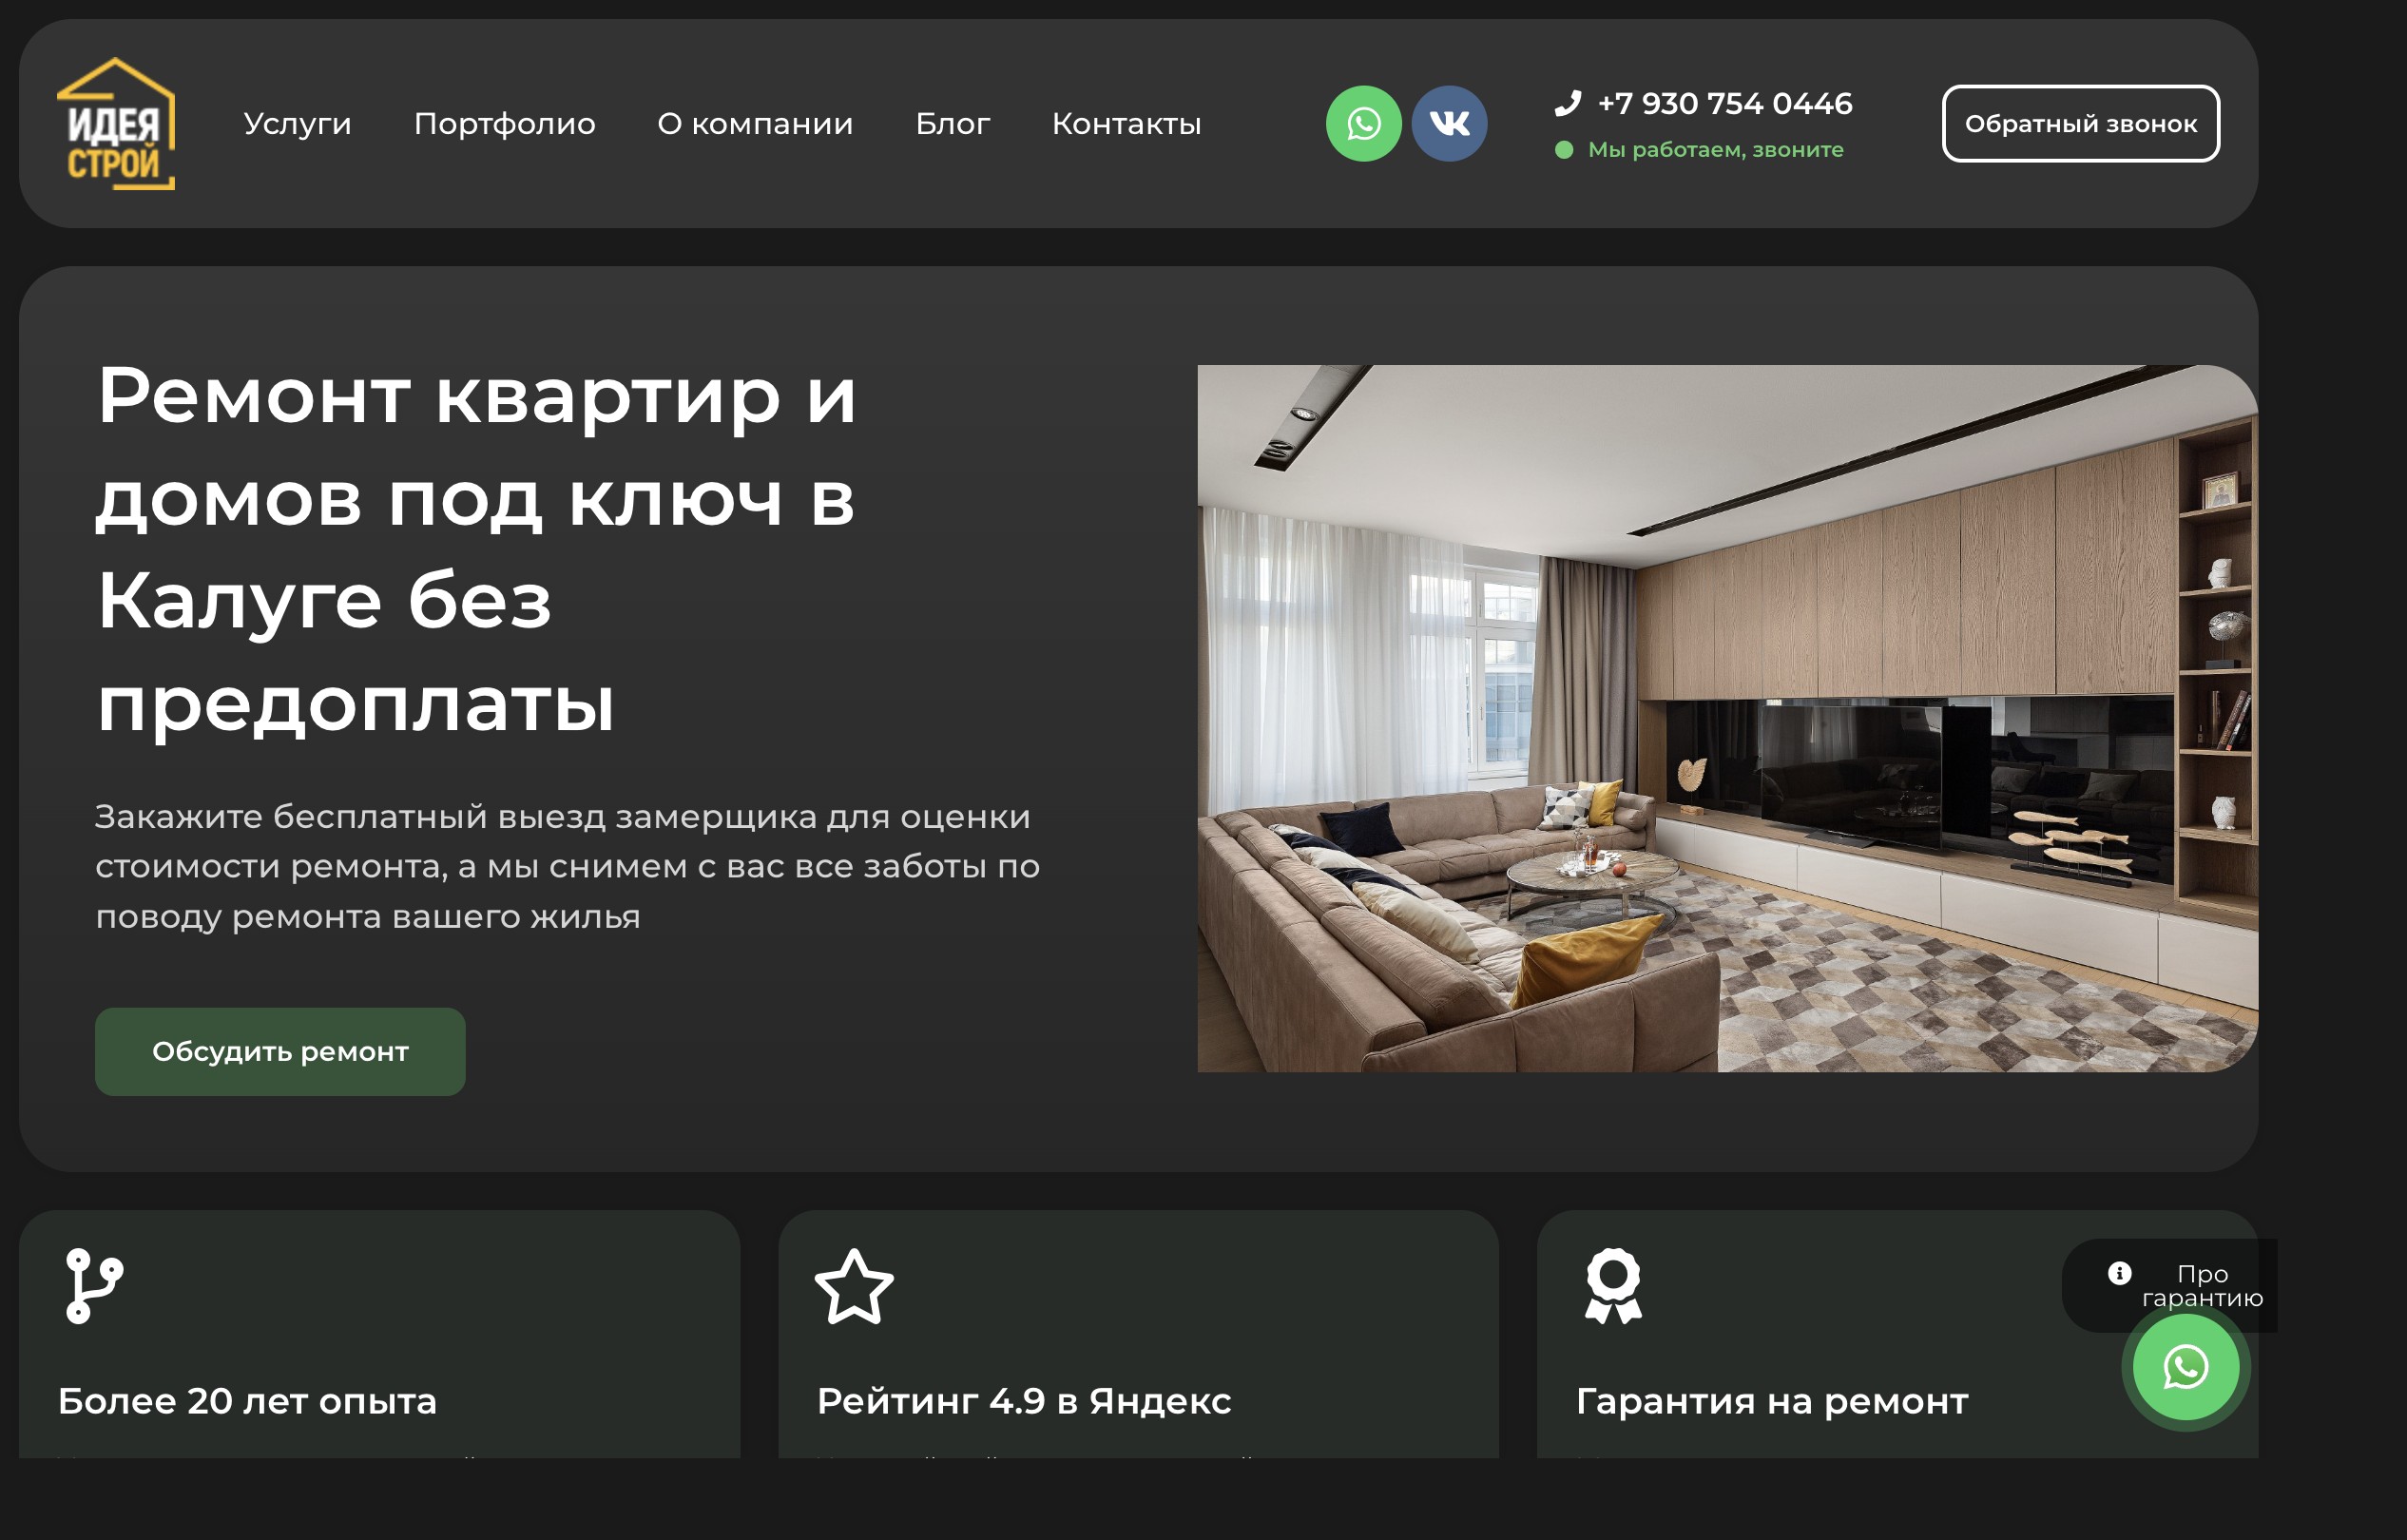 ИДЕЯ
СТРОЙ
Услуги
Портфолио
О компании
Блог
Контакты
+7 930 754 0446
Мы работаем, звоните
Обратный звонок
Ремонт квартир и
домов под ключ в
Калуге без
предоплаты
Закажите бесплатный выезд замерщика для оценки
стоимости ремонта, а мы снимем с вас все заботы по
поводу ремонта вашего жилья
Обсудить ремонт
Более 20 лет опыта
Рейтинг 4.9 в Яндекс
Гарантия на ремонт
Про
гарантию